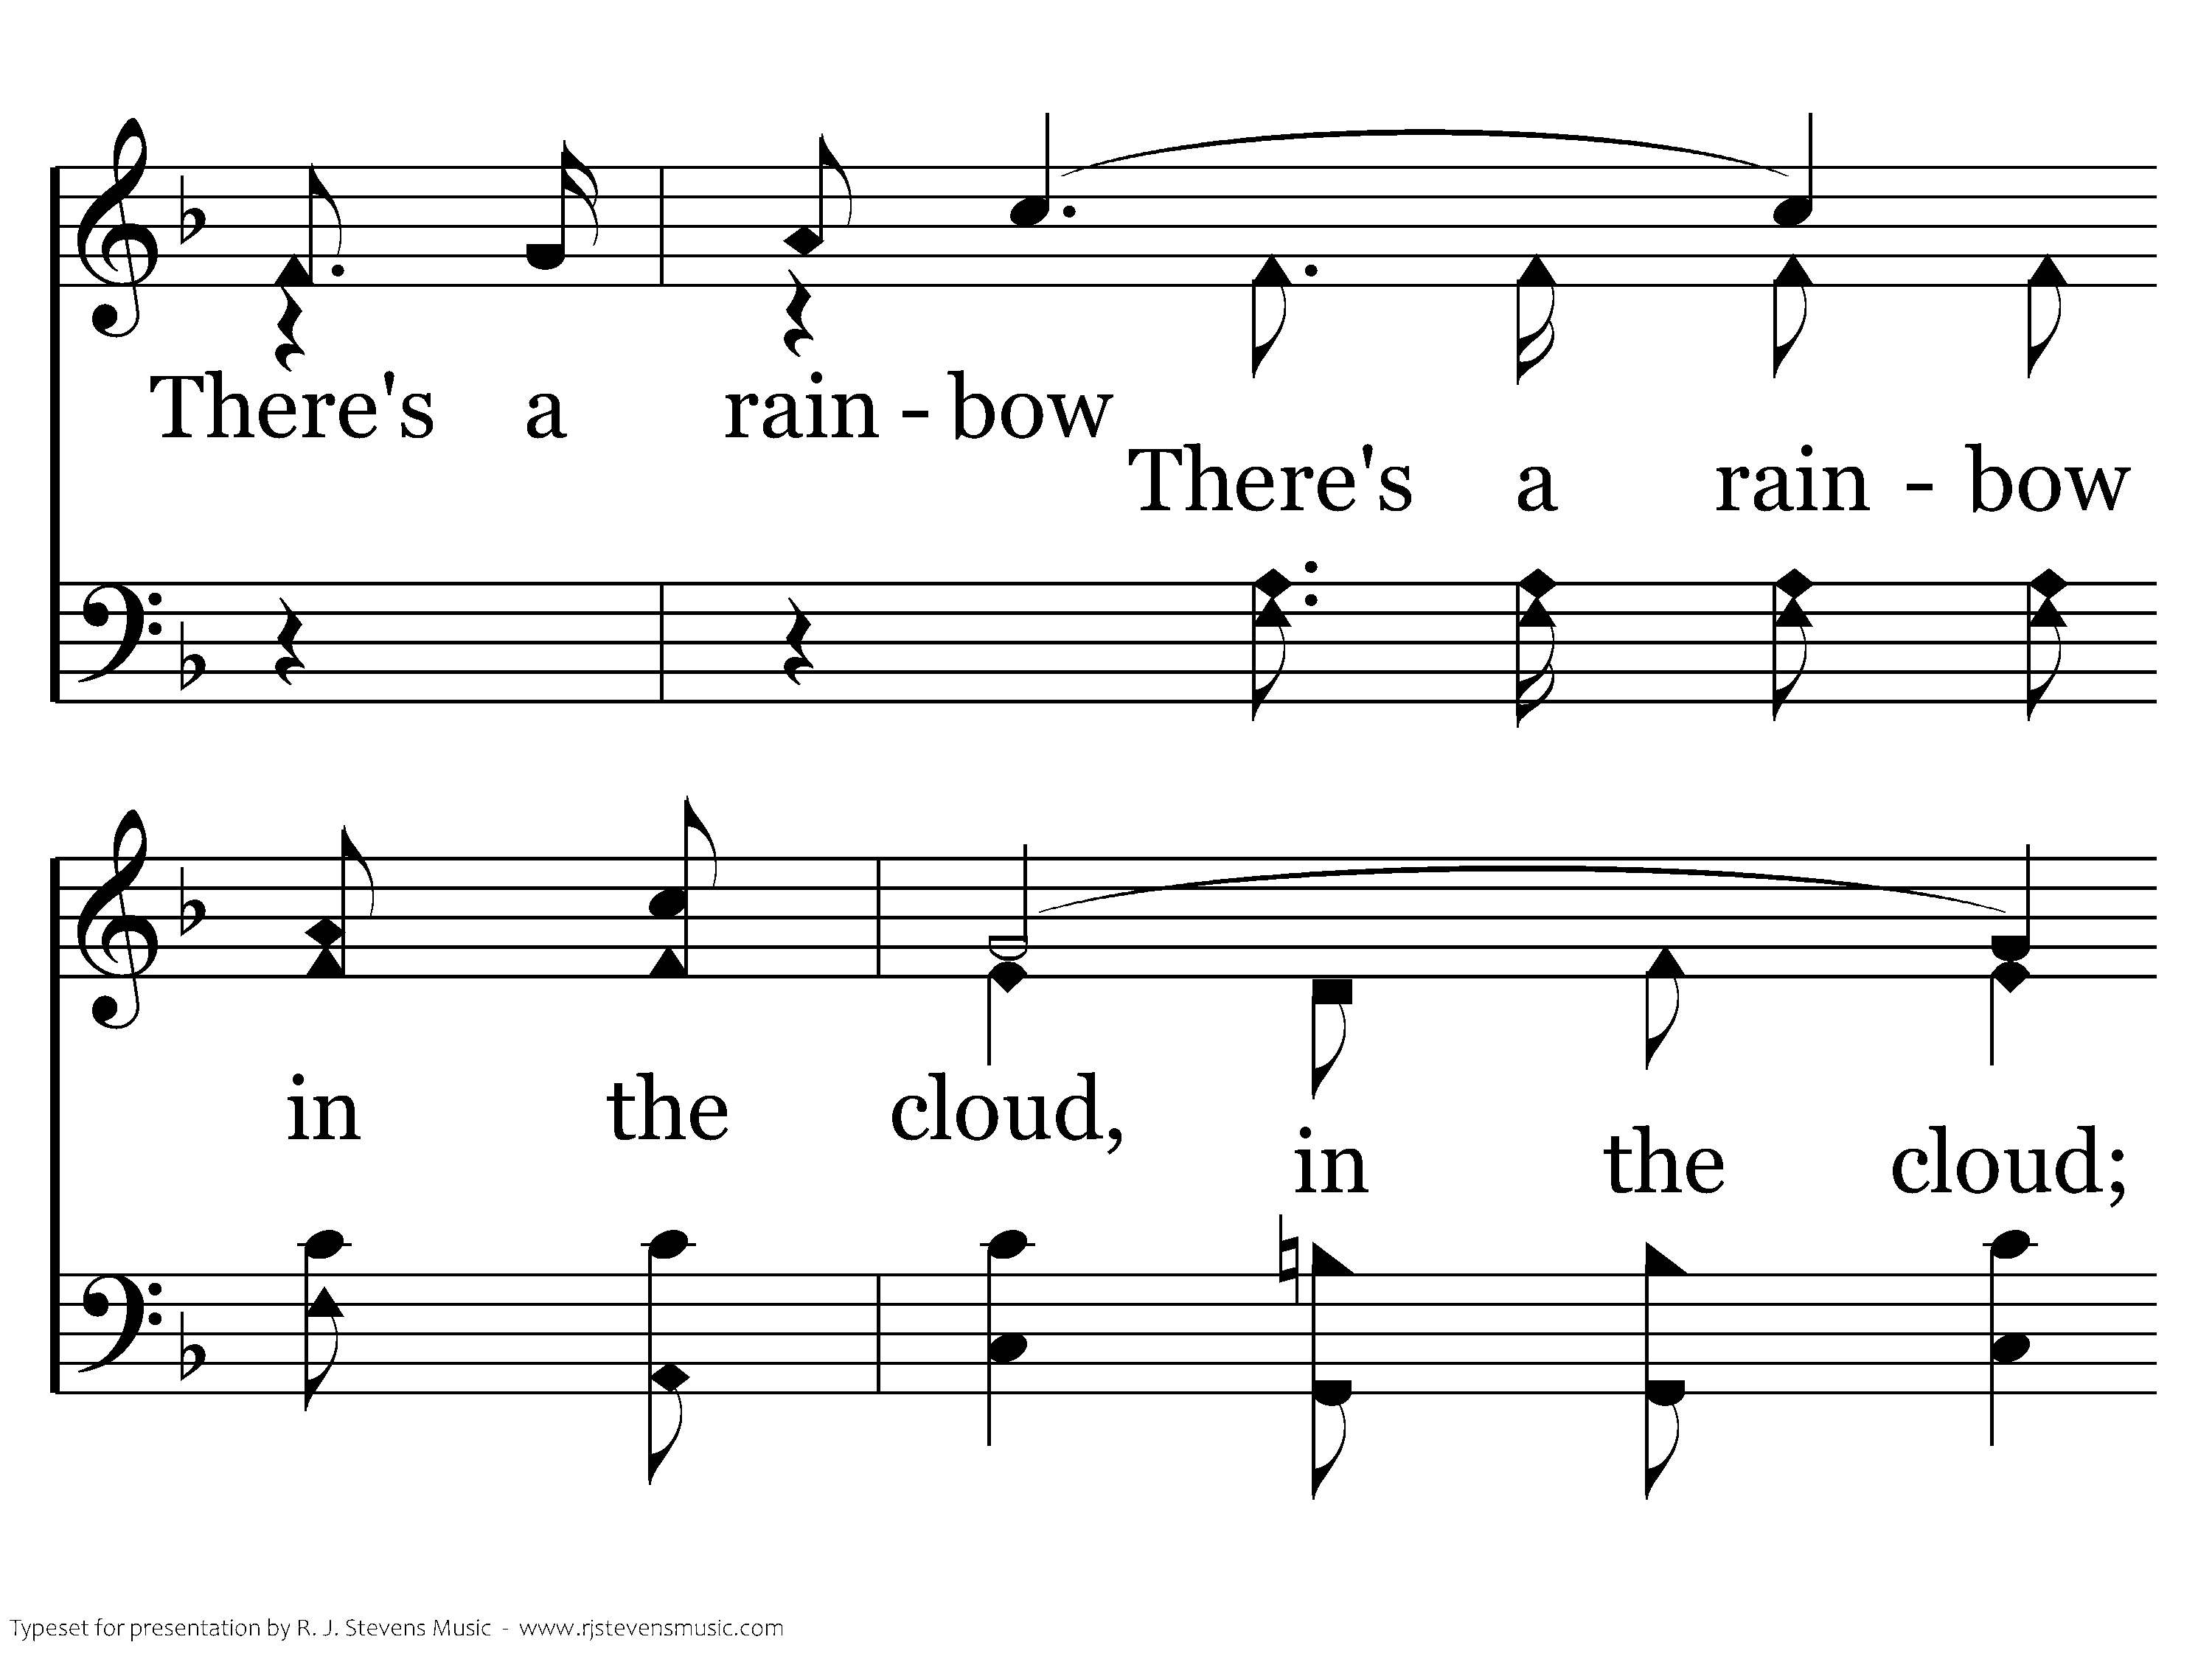 There's a rain - bow
There's a rain - bow
in the cloud,
in the cloud;
Typeset for presentation by R. J. Stevens Music - www.rjstevensmusic.com